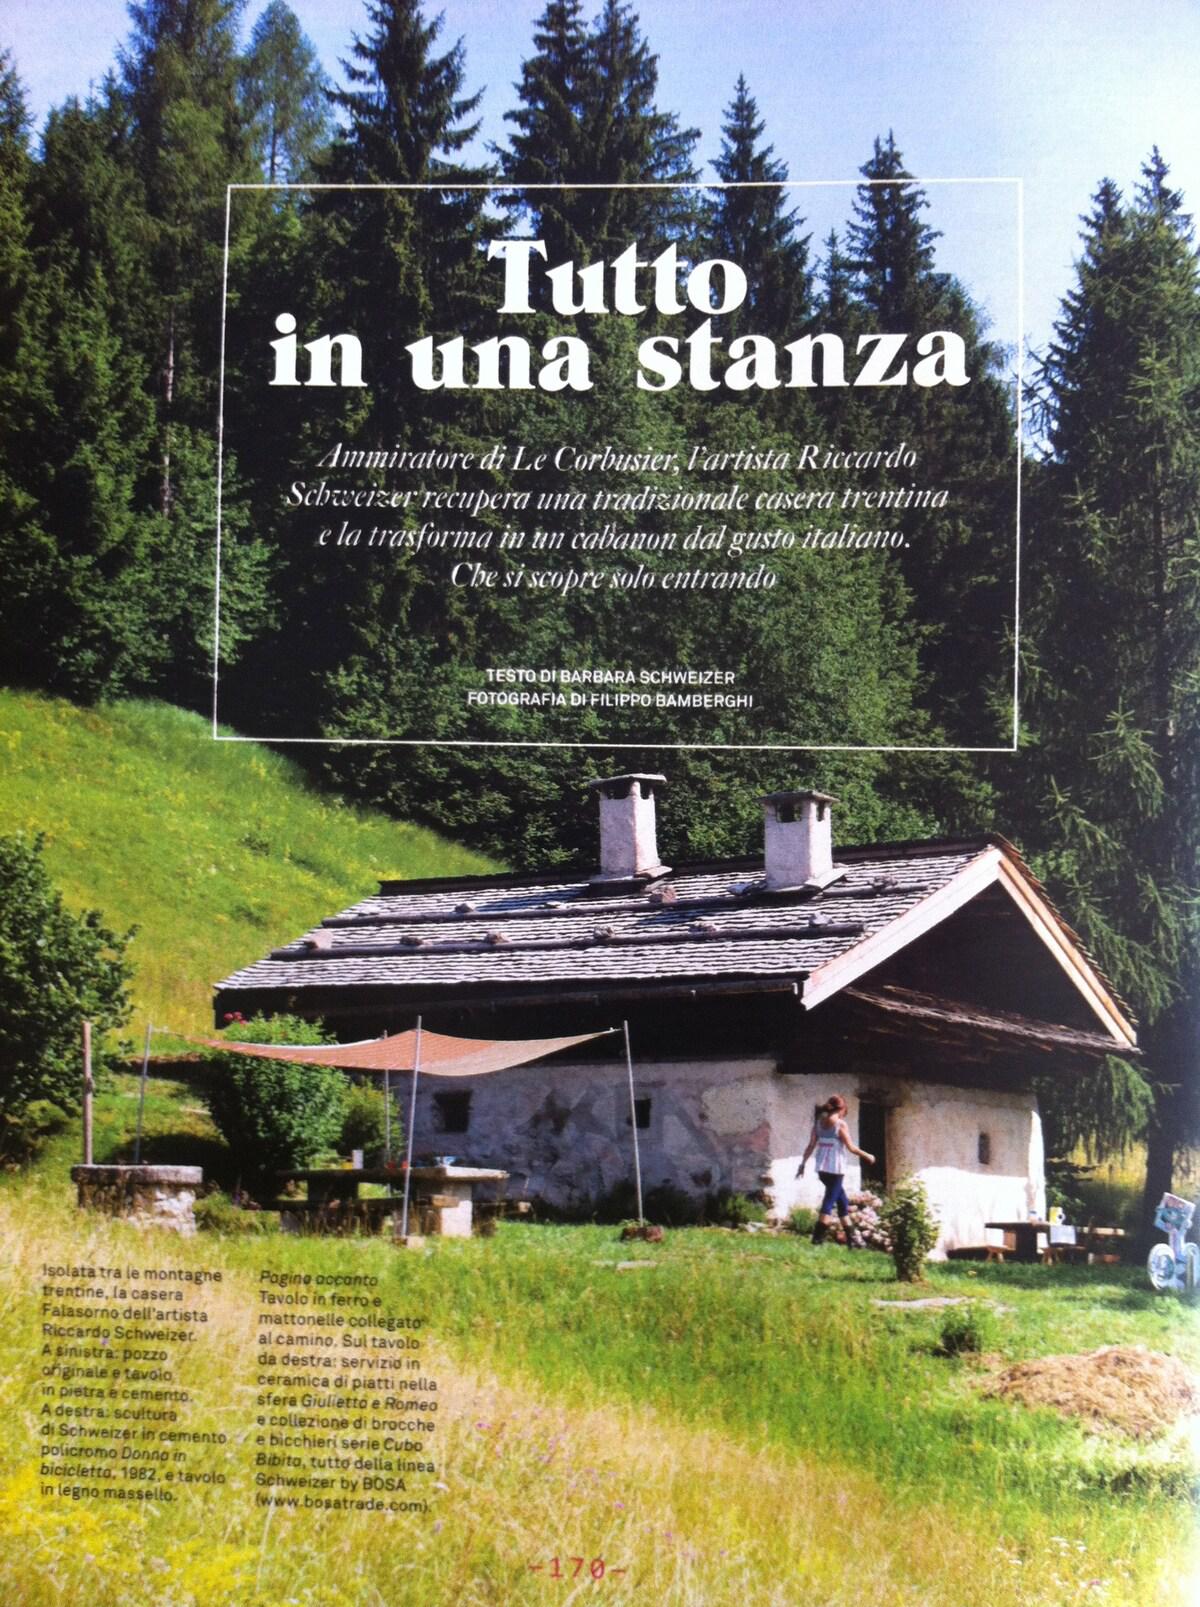 Tutto
in una stanza
Ammiratore di Le Corbusier, l'artista Riccardo
Schweizer recupera una tradizionale casera trentina
e la trasforma in un cabanon dal gusto italiano.
Che si scopre solo entrando
TESTO DI BARBARA SCHWEIZER
FOTOGRAFIA DI FILIPPO BAMBERGHI
Isolata tra le montagne
trentine, la casera
Falasorno dell'artista
Riccardo Schweizer.
A sinistra: pozzo
originale e tavolo
in pietra e cemento.
A destra: scultura
di Schweizer in cemento
policromo Donna in
bicicletta, 1982, e tavolo
in legno massello.
Pagina accanto
Tavolo in ferro e
mattonelle collegato
al camino. Sul tavolo
da destra: servizio in
ceramica di piatti nella
sfera Giulietta e Romeo
e collezione di brocche
e bicchieri serie Cubo
Bibita, tutto della linea
Schweizer by BOSA
(www.bosatrade.com).
-170-